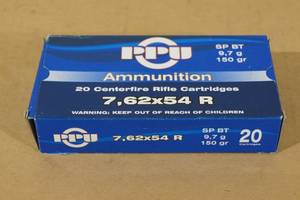 PPU
SP BT
9,7 g
150 gr
Ammunition
20 Centerfire Rifle Cartridges
7,62x54 R
WARNING: KEEP OUT OF REACH OF CHILDREN
PPU
7,62x54 R
SP BT
9,7 g
150 gr
20
Cartridges